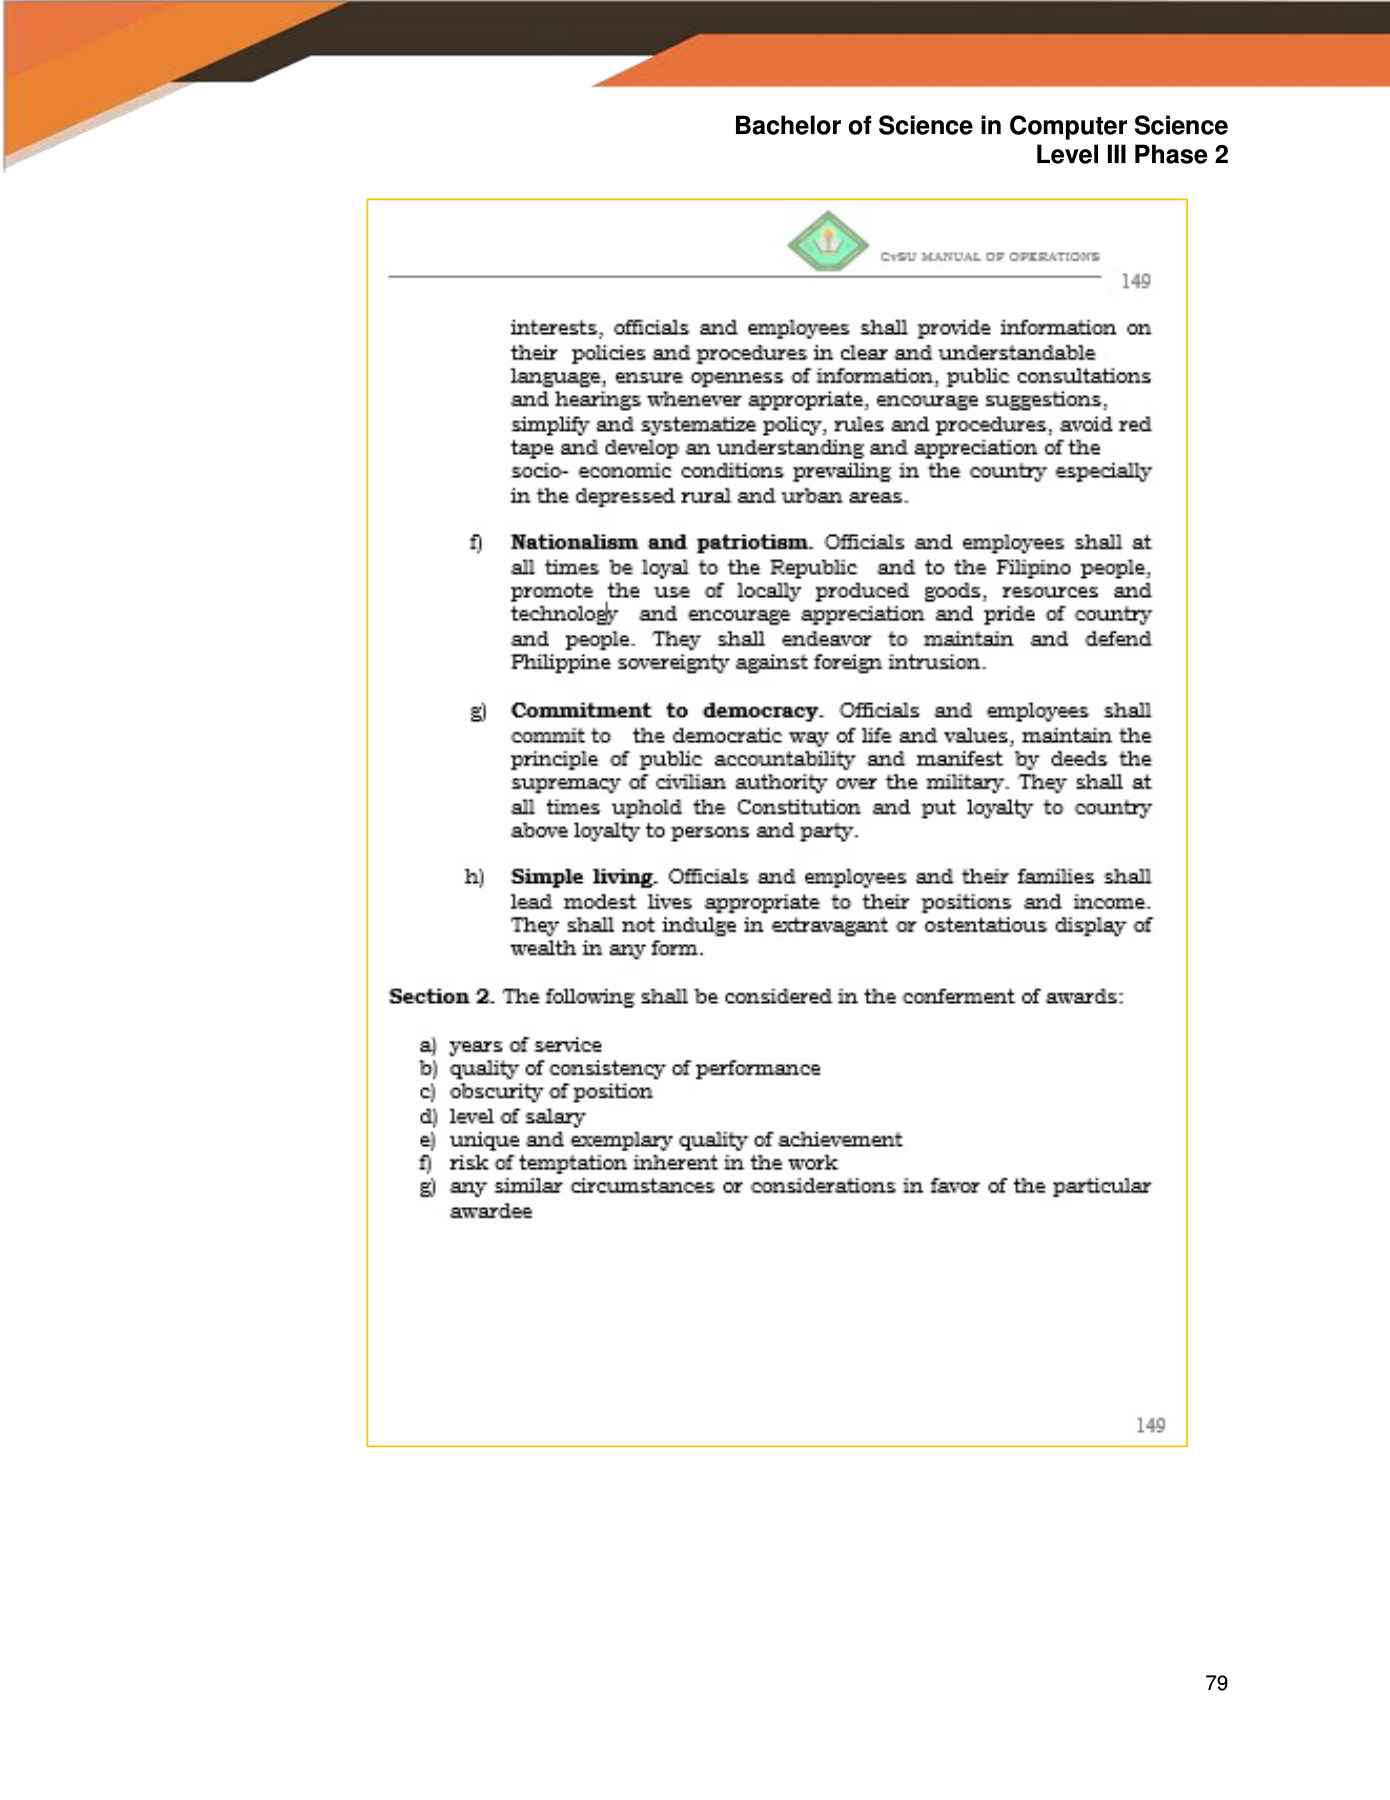 Bachelor of Science in Computer Science
Level III Phase 2
CvSU MANUAL OF OPERATIONS
149
interests, officials and employees shall provide information on
their policies and procedures in clear and understandable
language, ensure openness of information, public consultations
and hearings whenever appropriate, encourage suggestions,
simplify and systematize policy, rules and procedures, avoid red
tape and develop an understanding and appreciation of the
socio- economic conditions prevailing in the country especially
in the depressed rural and urban areas.
f) Nationalism and patriotism. Officials and employees shall at
all times be loyal to the Republic and to the Filipino people,
promote the use of locally produced goods, resources and
technology and encourage appreciation and pride of country
and people. They shall endeavor to maintain and defend
Philippine sovereignty against foreign intrusion.
g) Commitment to democracy. Officials and employees shall
commit to the democratic way of life and values, maintain the
principle of public accountability and manifest by deeds the
supremacy of civilian authority over the military. They shall at
all times uphold the Constitution and put loyalty to country
above loyalty to persons and party.
h) Simple living. Officials and employees and their families shall
lead modest lives appropriate to their positions and income.
They shall not indulge in extravagant or ostentatious display of
wealth in any form.
Section 2. The following shall be considered in the conferment of awards:
a) years of service
b) quality of consistency of performance
c) obscurity of position
d) level of salary
e) unique and exemplary quality of achievement
f) risk of temptation inherent in the work
g) any similar circumstances or considerations in favor of the particular
awardee
149
79